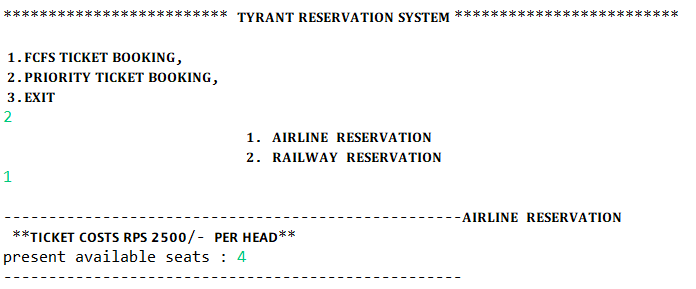 ************************* TYRANT RESERVATION SYSTEM *************************
1.FCFS TICKET BOOKING,
2.PRIORITY TICKET BOOKING,
3.EXIT
2
1. AIRLINE RESERVATION
2. RAILWAY RESERVATION
1
---------------------------------------------------AIRLINE RESERVATION
**TICKET COSTS RPS 2500/- PER HEAD**
present available seats : 4
---------------------------------------------------